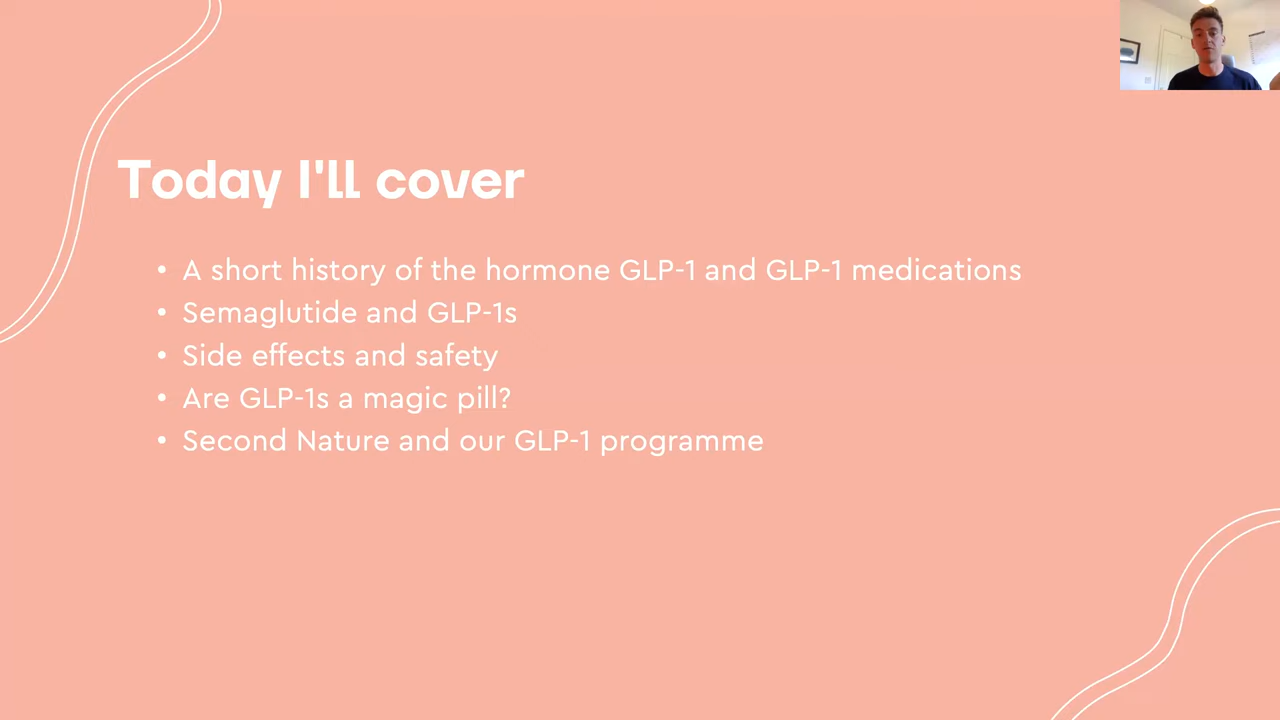 Today I'll cover
• A short history of the hormone GLP-1 and GLP-1 medications
• Semaglutide and GLP-1s
• Side effects and safety
• Are GLP-1s a magic pill?
• Second Nature and our GLP-1 programme